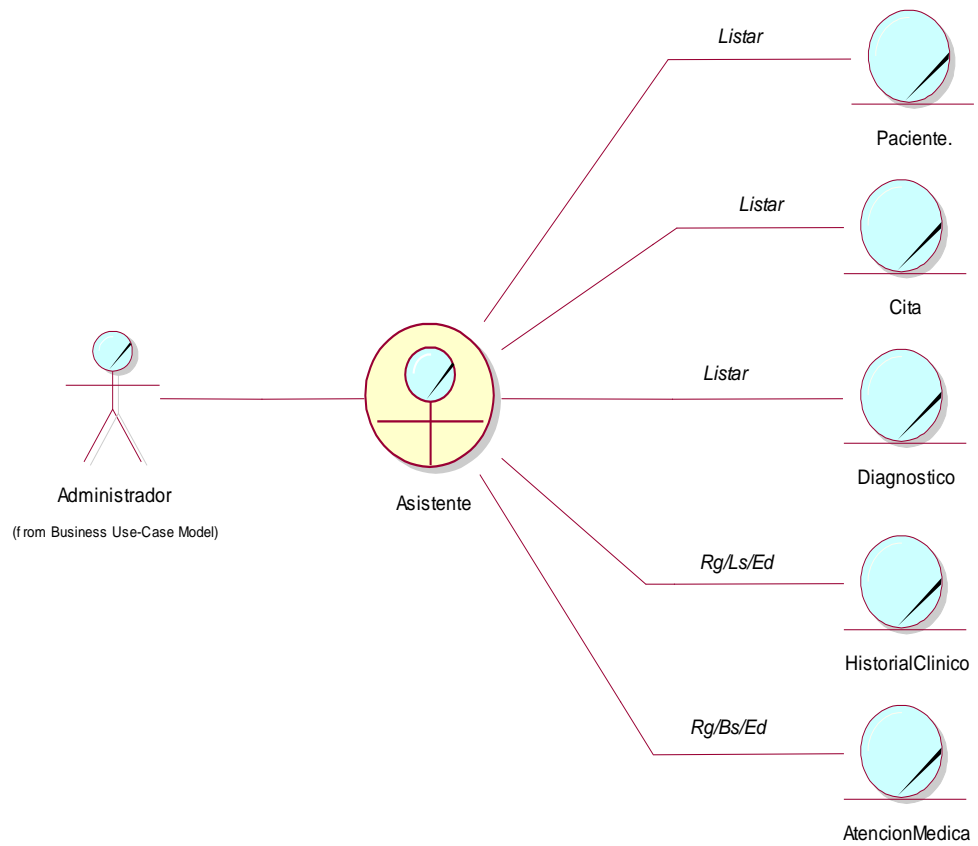 Listar
Paciente.
Listar
Cita
Listar
Diagnostico
Administrador
(from Business Use-Case Model)
Asistente
Rg/Ls/Ed
HistorialClinico
Rg/Bs/Ed
AtencionMedica